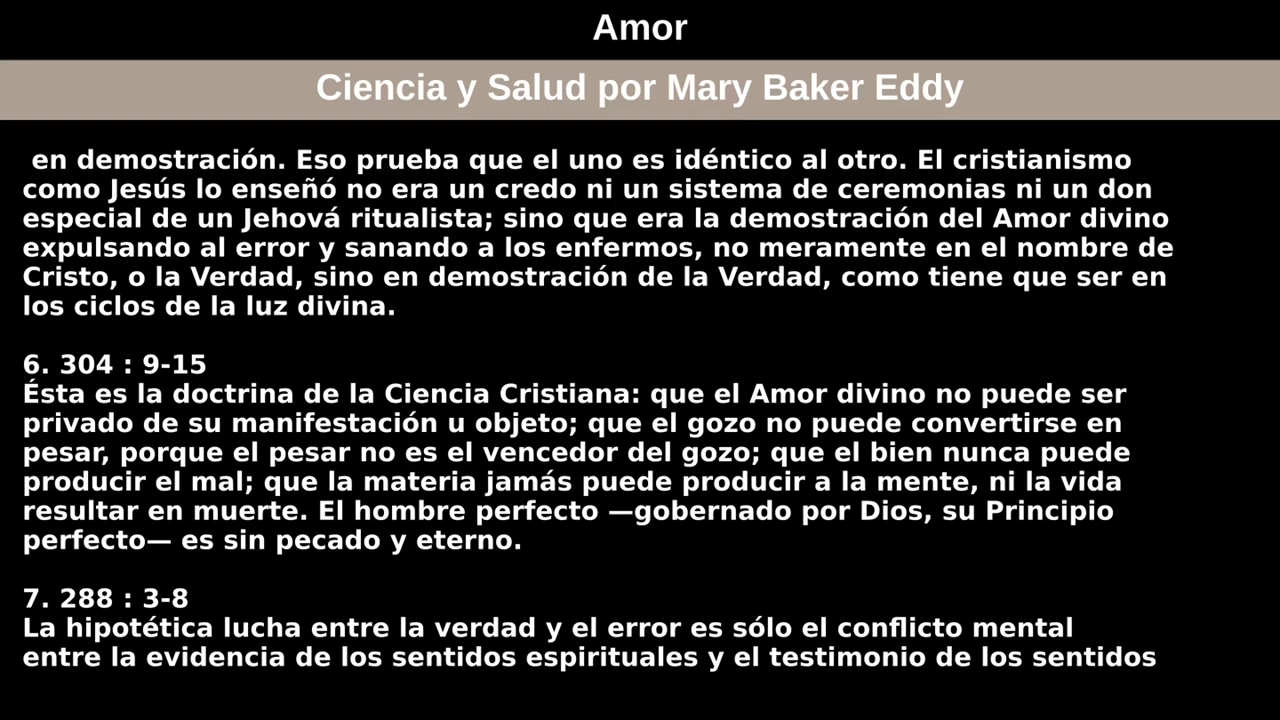 Amor
Ciencia y Salud por Mary Baker Eddy
en demostración. Eso prueba que el uno es idéntico al otro. El cristianismo
como Jesús lo enseñó no era un credo ni un sistema de ceremonias ni un don
especial de un Jehová ritualista; sino que era la demostración del Amor divino
expulsando al error y sanando a los enfermos, no meramente en el nombre de
Cristo, o la Verdad, sino en demostración de la Verdad, como tiene que ser en
los ciclos de la luz divina.
6. 304 : 9-15
Ésta es la doctrina de la Ciencia Cristiana: que el Amor divino no puede ser
privado de su manifestación u objeto; que el gozo no puede convertirse en
pesar, porque el pesar no es el vencedor del gozo; que el bien nunca puede
producir el mal; que la materia jamás puede producir a la mente, ni la vida
resultar en muerte. El hombre perfecto —gobernado por Dios, su Principio
perfecto— es sin pecado y eterno.
7. 288 : 3-8
La hipotética lucha entre la verdad y el error es sólo el conflicto mental
entre la evidencia de los sentidos espirituales y el testimonio de los sentidos